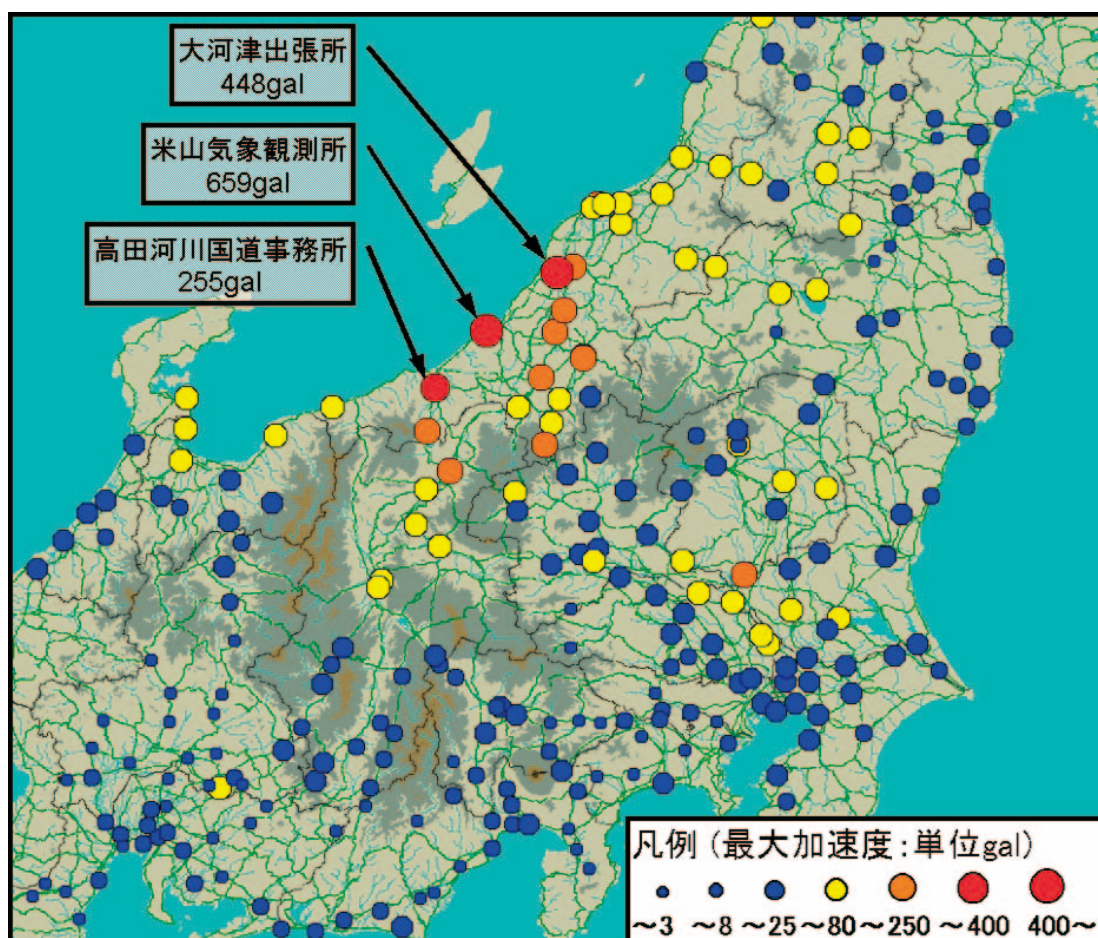 大河津出張所
448gal
米山気象観測所
659gal
高田河川国道事務所
255gal
凡例（最大加速度：単位gal）
～3 ～8 ～25 ～80 ～250 ～400 400～